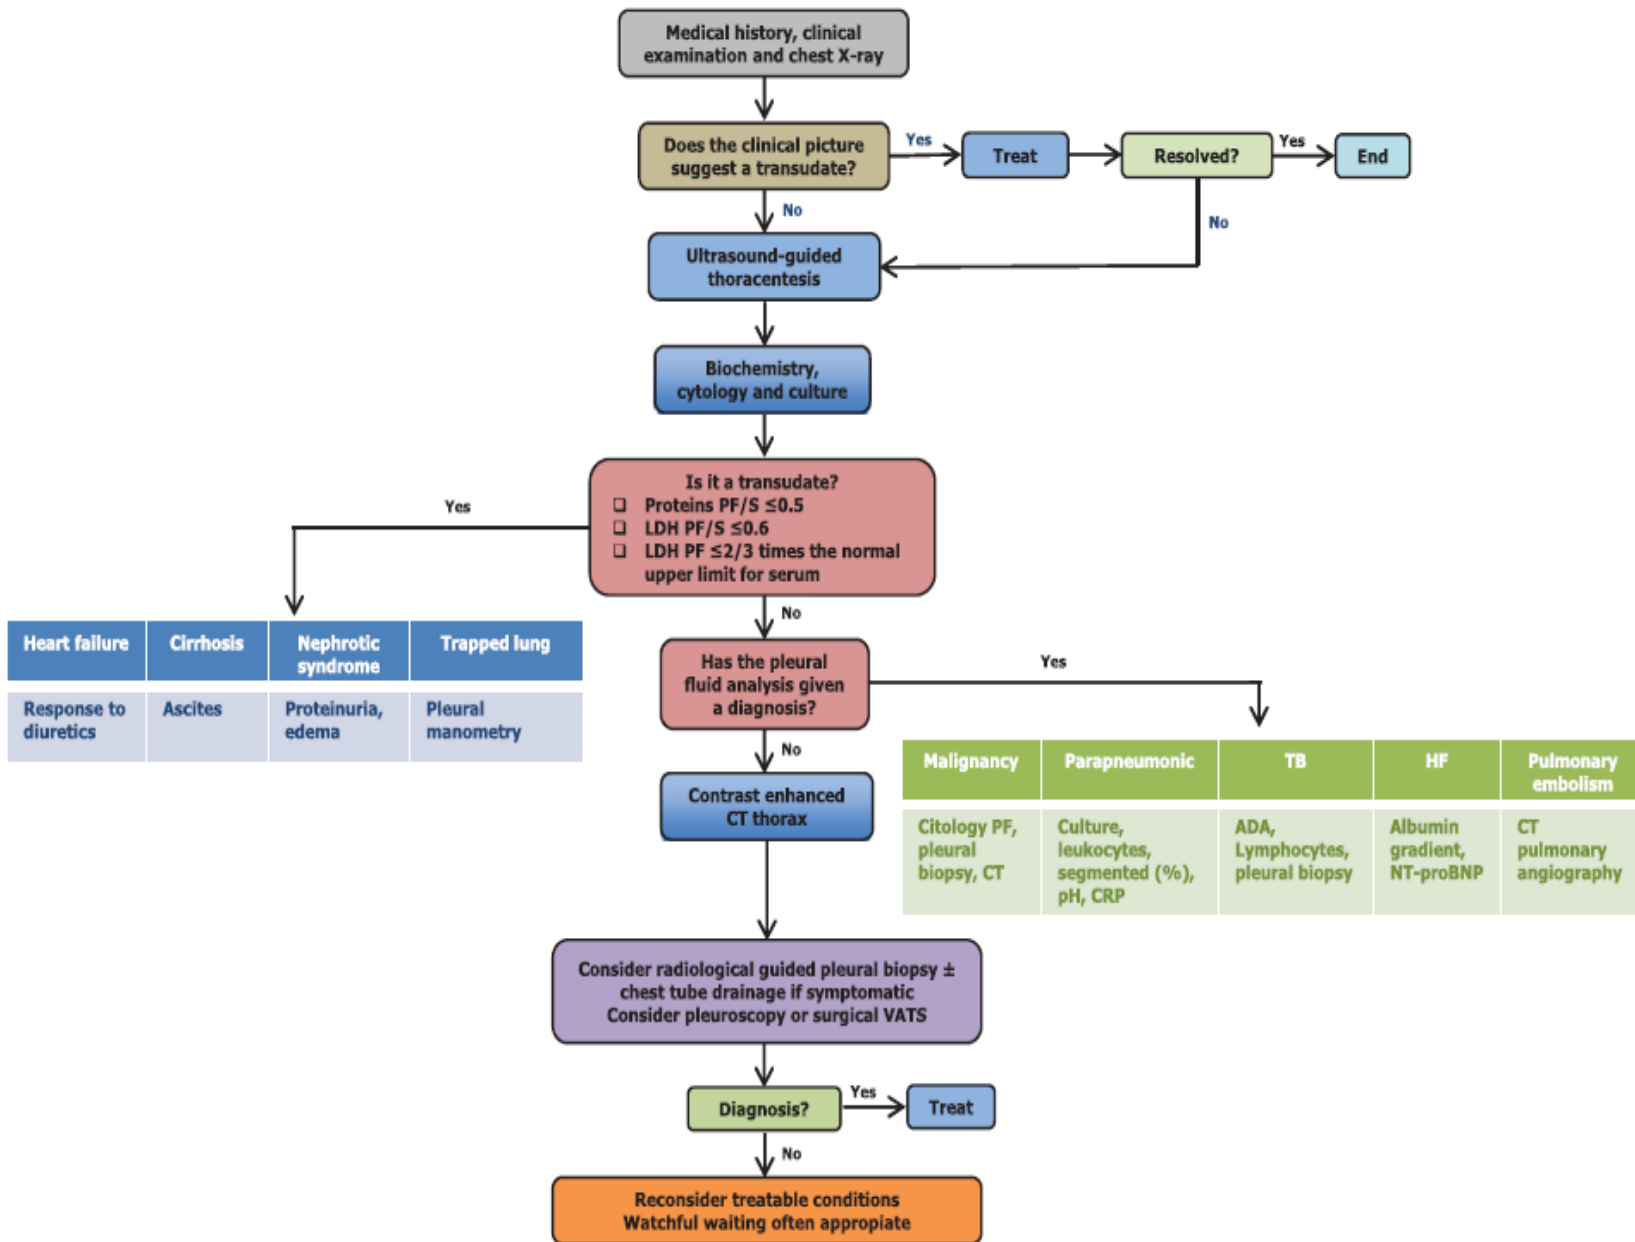 Medical history, clinical
examination and chest X-ray
Does the clinical picture
suggest a transudate?
Yes
Treat
Resolved?
Yes
End
No
No
Ultrasound-guided
thoracentesis
Biochemistry,
cytology and culture
Is it a transudate?
❑ Proteins PF/S ≤0.5
❑ LDH PF/S ≤0.6
❑ LDH PF ≤2/3 times the normal
upper limit for serum
Yes
No
Heart failure
Cirrhosis
Nephrotic
syndrome
Trapped lung
Response to
diuretics
Ascites
Proteinuria,
edema
Pleural
manometry
Has the pleural
fluid analysis given
a diagnosis?
Yes
No
Malignancy
Parapneumonic
TB
HF
Pulmonary
embolism
Citology PF,
pleural
biopsy, CT
Culture,
leukocytes,
segmented (%),
pH, CRP
ADA,
Lymphocytes,
pleural biopsy
Albumin
gradient,
NT-proBNP
CT
pulmonary
angiography
Contrast enhanced
CT thorax
Consider radiological guided pleural biopsy ±
chest tube drainage if symptomatic
Consider pleuroscopy or surgical VATS
Diagnosis?
Yes
Treat
No
Reconsider treatable conditions
Watchful waiting often appropiate